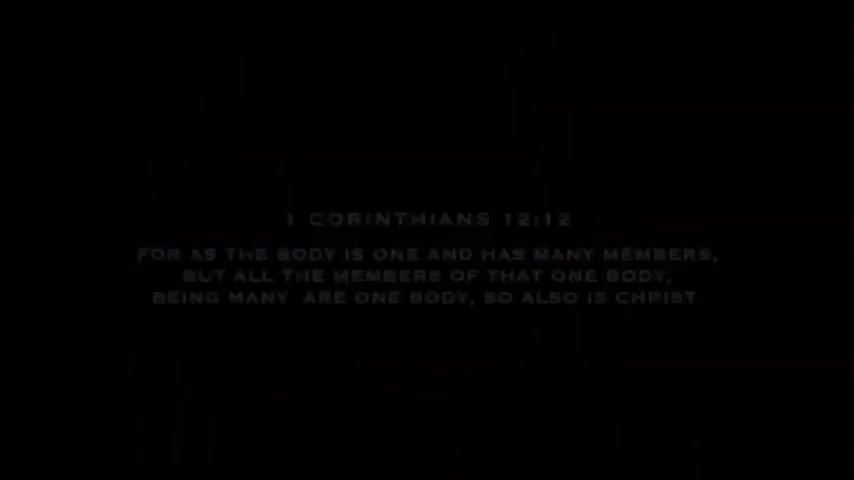 1 CORINTHIANS 12:12
FOR AS THE BODY IS ONE AND HAS MANY MEMBERS,
BUT ALL THE MEMBERS OF THAT ONE BODY,
BEING MANY, ARE ONE BODY, SO ALSO IS CHRIST